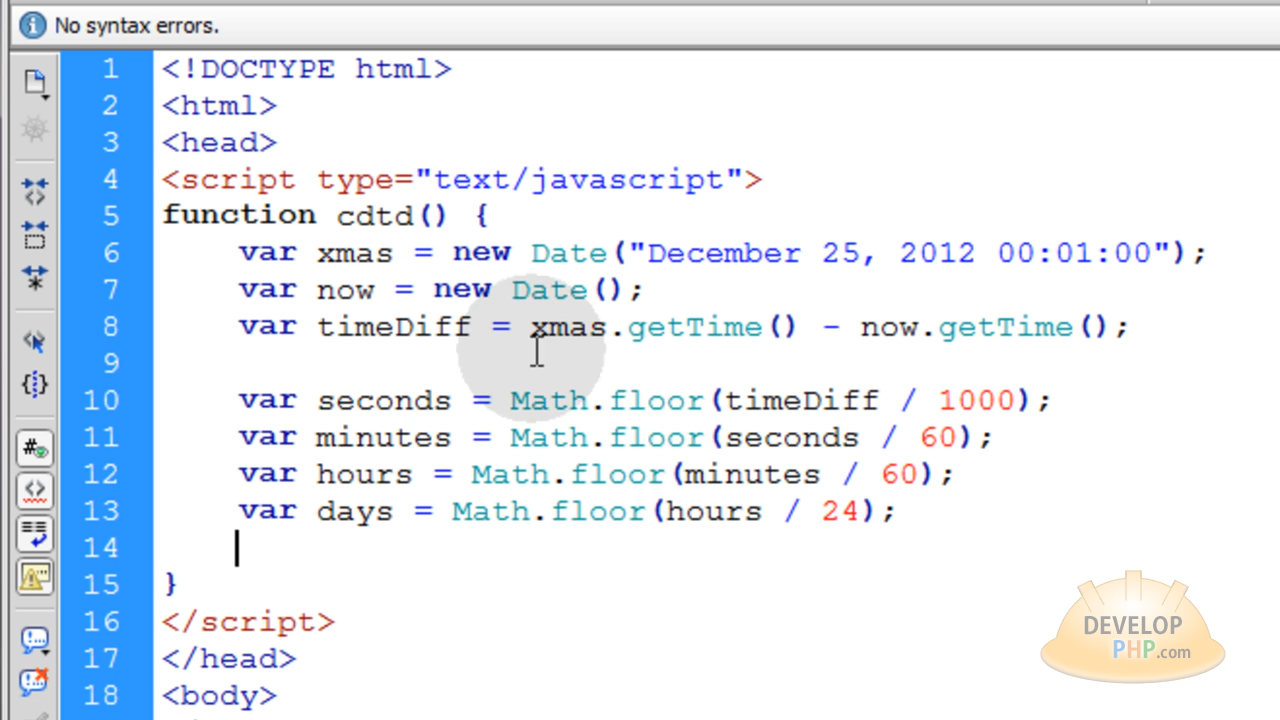 No syntax errors.
1 <!DOCTYPE html>
2 <html>
3 <head>
4 <script type="text/javascript">
5 function cdtd() {
6 var xmas = new Date("December 25, 2012 00:01:00");
7 var now = new Date();
8 var timeDiff = xmas.getTime() - now.getTime();
9
10 var seconds = Math.floor(timeDiff / 1000);
11 var minutes = Math.floor(seconds / 60);
12 var hours = Math.floor(minutes / 60);
13 var days = Math.floor(hours / 24);
14
15 }
16 </script>
17 </head>
18 <body>
DEVELOP
PHP.com